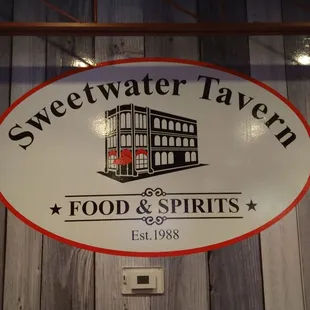 Sweetwater Tavern
★ FOOD & SPIRITS ★
Est.1988